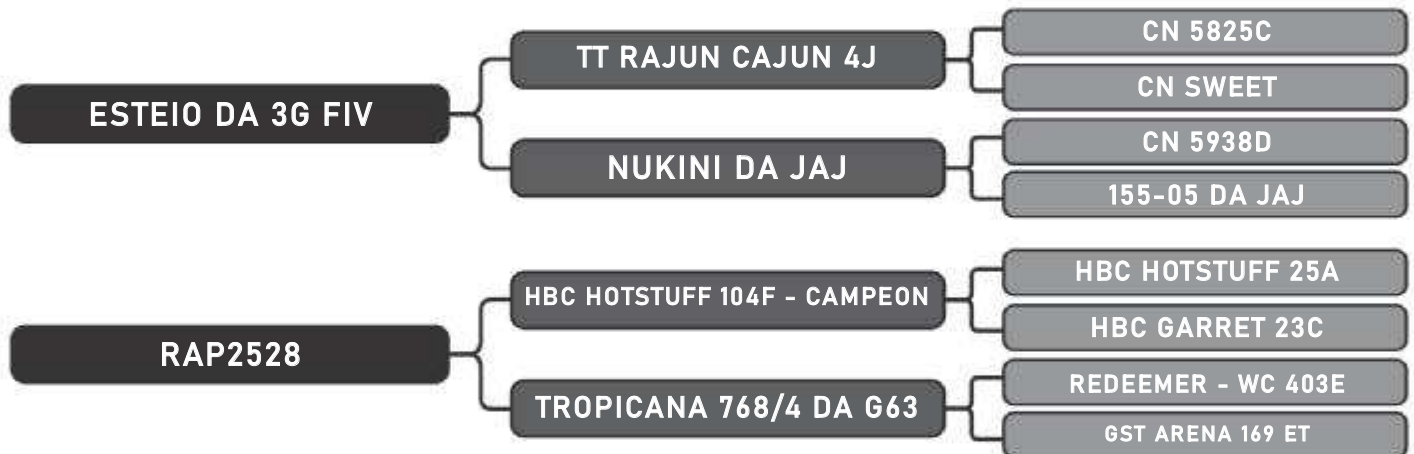 ESTEIO DA 3G FIV
TT RAJUN CAJUN 4J
CN 5825C
CN SWEET
NUKINI DA JAJ
CN 5938D
155-05 DA JAJ
RAP2528
HBC HOTSTUFF 104F - CAMPEON
HBC HOTSTUFF 25A
HBC GARRET 23C
TROPICANA 768/4 DA G63
REDEEMER - WC 403E
GST ARENA 169 ET